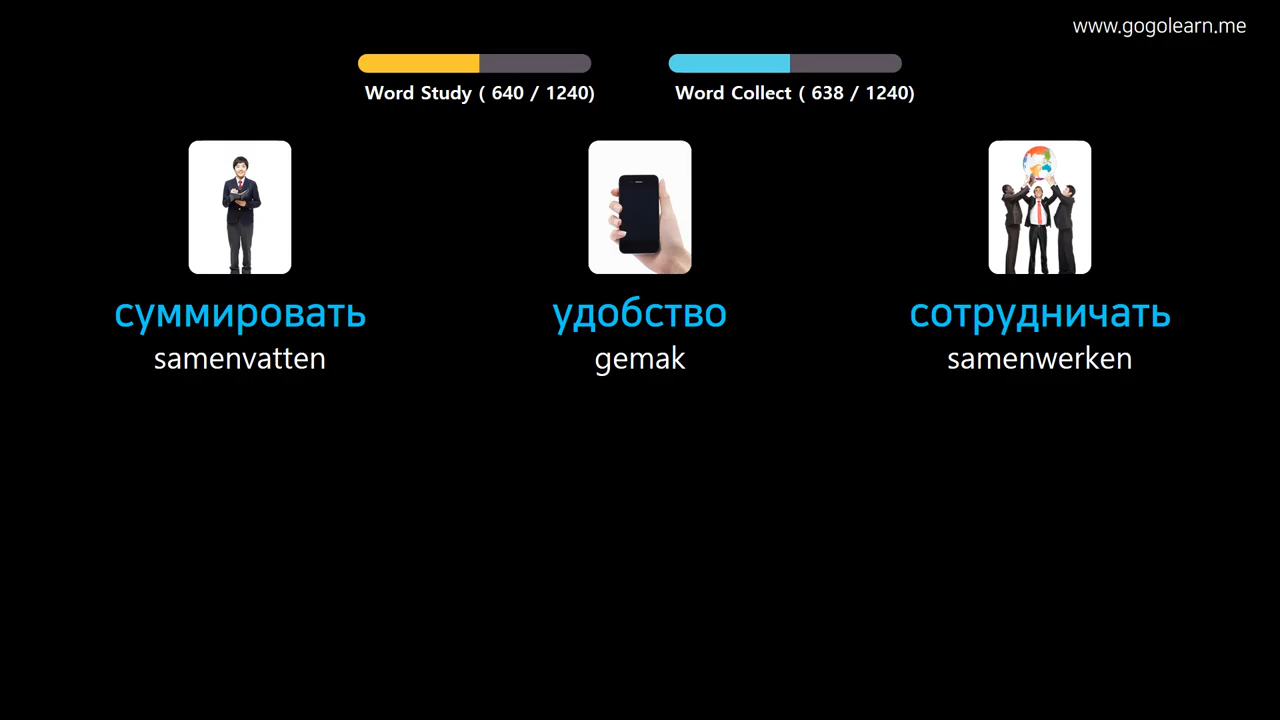 www.gogolearn.me
Word Study ( 640 / 1240)
Word Collect ( 638 / 1240)
суммировать
samenvatten
удобство
gemak
сотрудничать
samenwerken